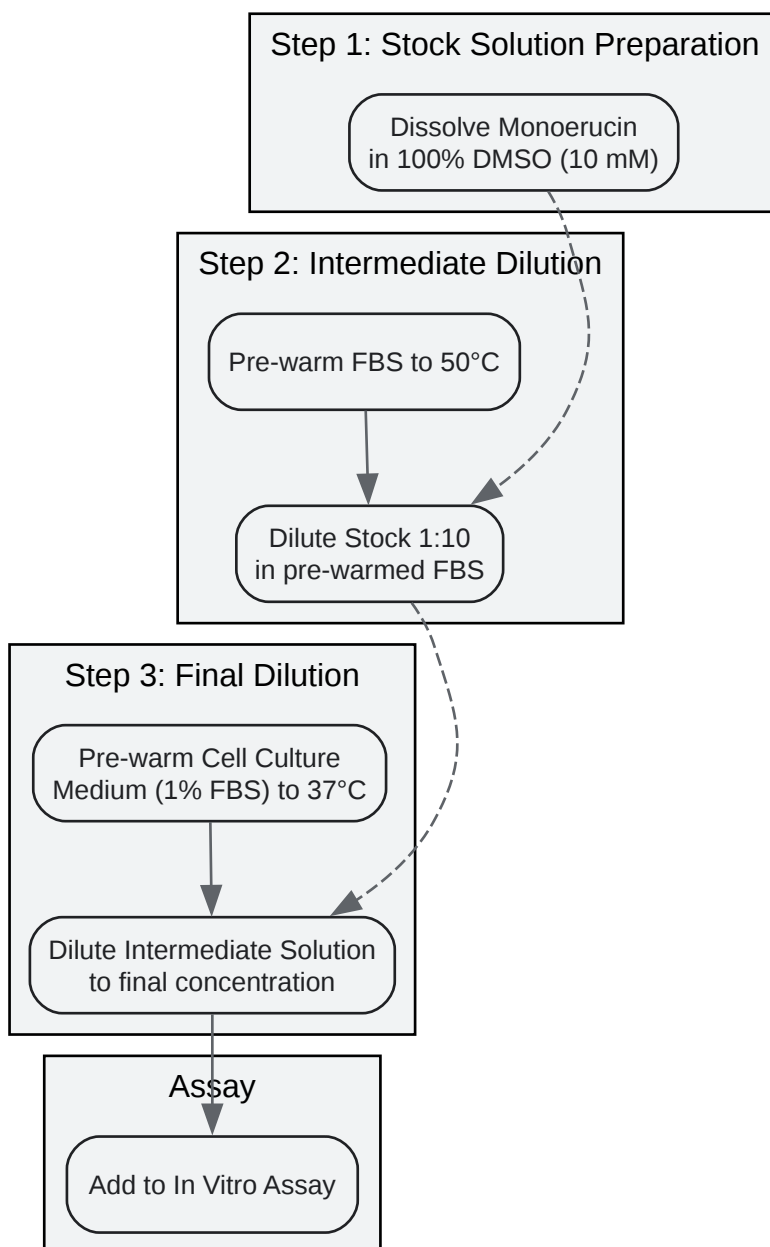 Step 1: Stock Solution Preparation
Dissolve Monoerucin
in 100% DMSO (10 mM)
Step 2: Intermediate Dilution
Pre-warm FBS to 50°C
Dilute Stock 1:10
in pre-warmed FBS
Step 3: Final Dilution
Pre-warm Cell Culture
Medium (1% FBS) to 37°C
Dilute Intermediate Solution
to final concentration
Assay
Add to In Vitro Assay